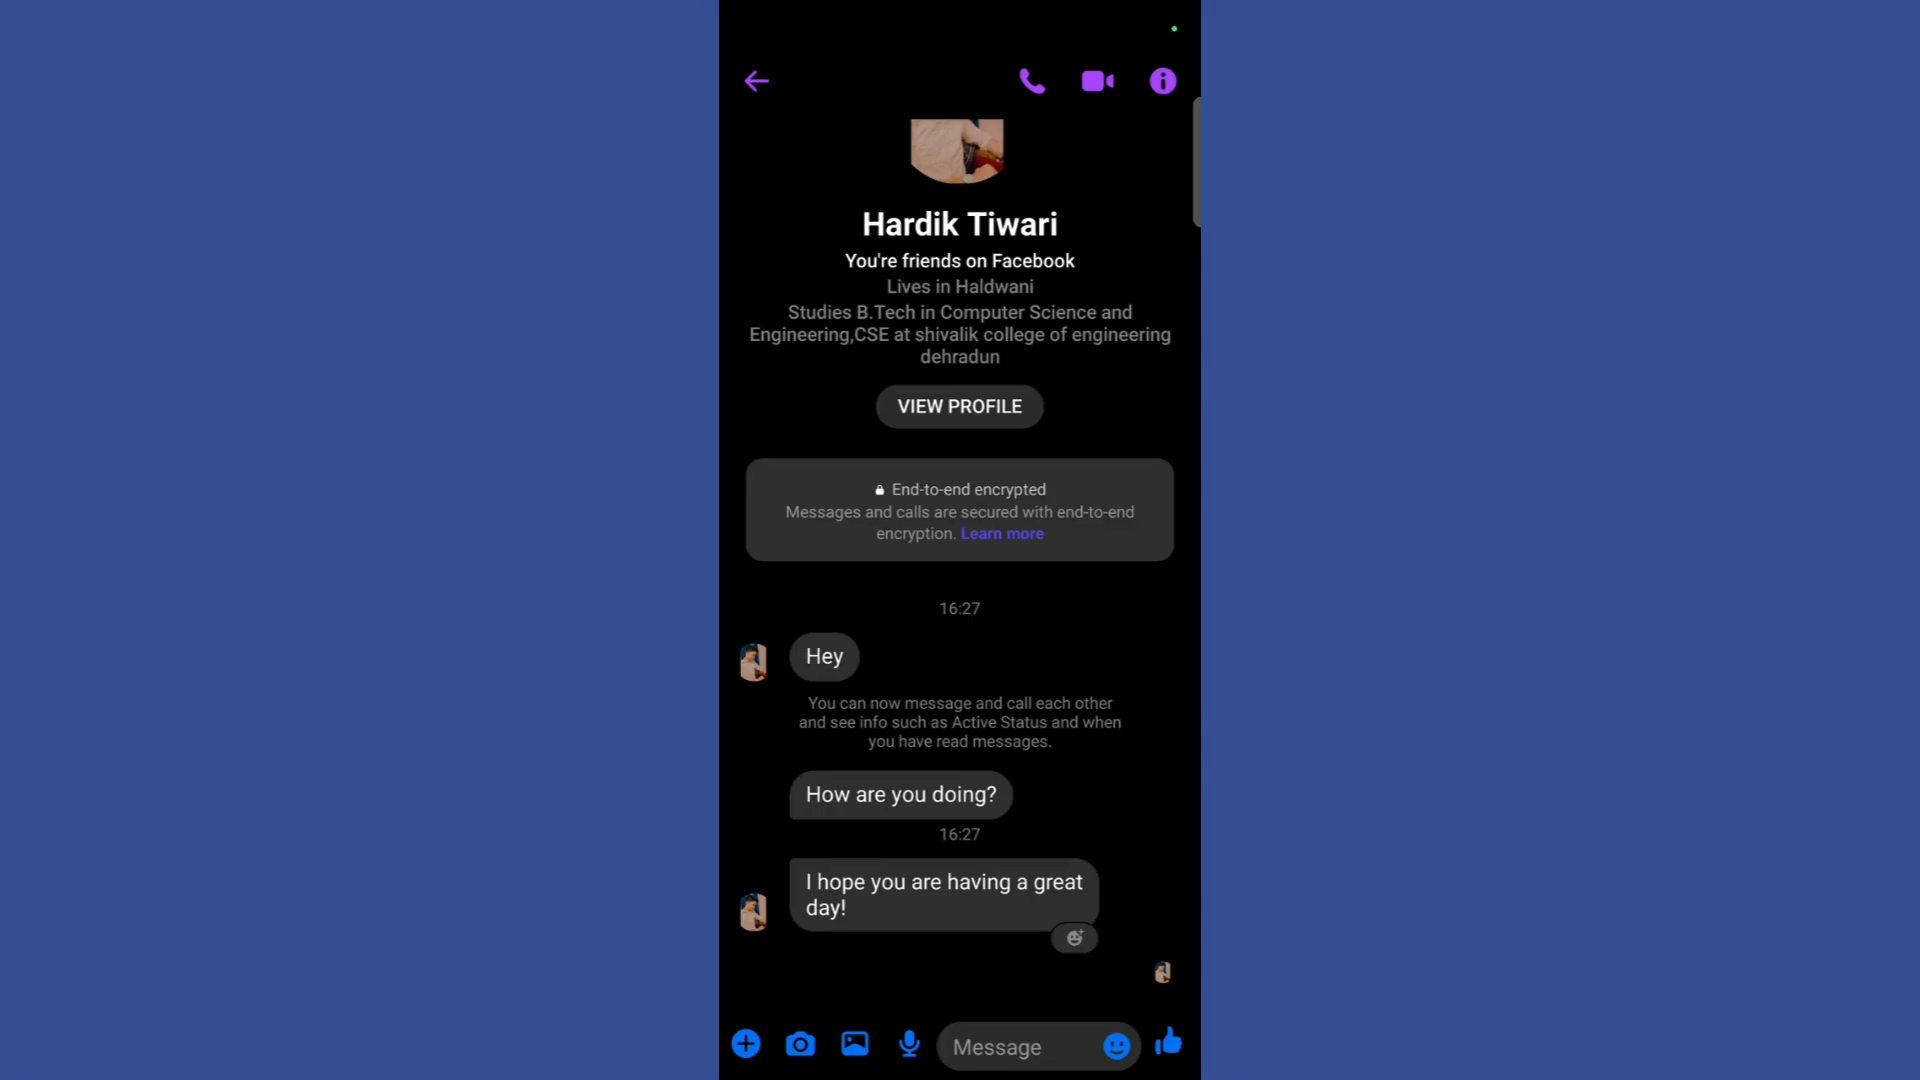 Hardik Tiwari
You're friends on Facebook
Lives in Haldwani
Studies B.Tech in Computer Science and
Engineering,CSE at shivalik college of engineering
dehradun
VIEW PROFILE
End-to-end encrypted
Messages and calls are secured with end-to-end
encryption. Learn more
16:27
Hey
You can now message and call each other
and see info such as Active Status and when
you have read messages.
How are you doing?
16:27
I hope you are having a great
day!
Message